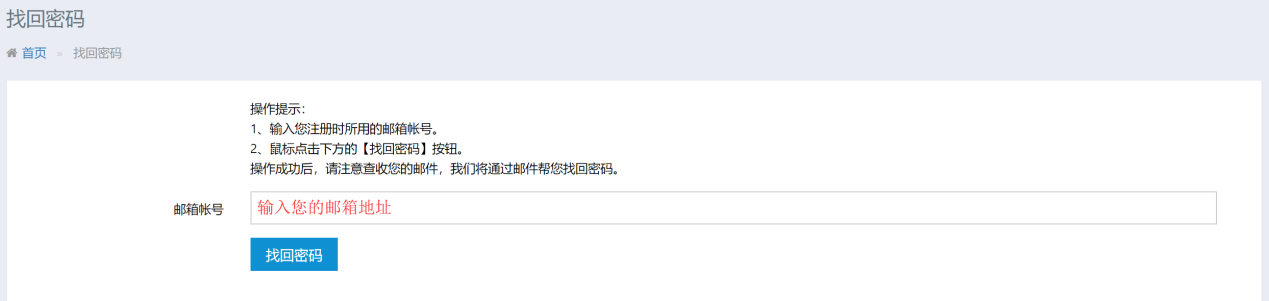 找回密码
首页 » 找回密码
操作提示：
1、输入您注册时所用的邮箱帐号。
2、鼠标点击下方的【找回密码】按钮。
操作成功后，请注意查收您的邮件，我们将通过邮件帮您找回密码。
邮箱帐号 输入您的邮箱地址
找回密码